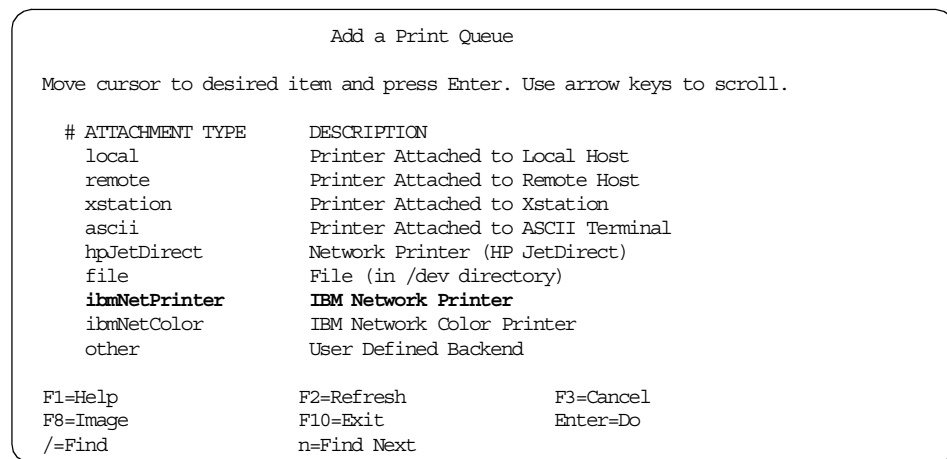 Add a Print Queue
Move cursor to desired item and press Enter. Use arrow keys to scroll.
# ATTACHMENT TYPE DESCRIPTION
local Printer Attached to Local Host
remote Printer Attached to Remote Host
xstation Printer Attached to Xstation
ascii Printer Attached to ASCII Terminal
hpJetDirect Network Printer (HP JetDirect)
file File (in /dev directory)
ibmNetPrinter IBM Network Printer
ibmNetColor IBM Network Color Printer
other User Defined Backend
F1=Help F2=Refresh F3=Cancel
F8=Image F10=Exit Enter=Do
/=Find n=Find Next